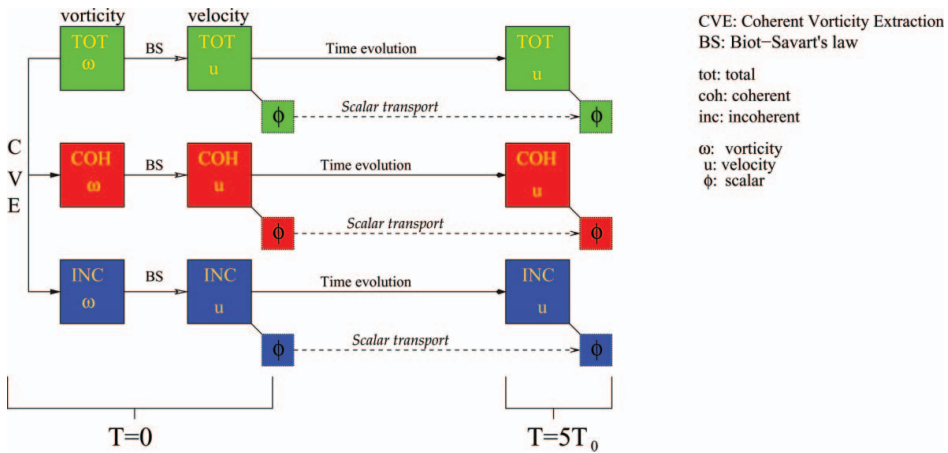 vorticity velocity
TOT BS TOT Time evolution TOT
ω u u
ϕ Scalar transport ϕ
C
V
E
COH BS COH Time evolution COH
ω u u
ϕ Scalar transport ϕ
INC BS INC Time evolution INC
ω u u
ϕ Scalar transport ϕ
T=0 T=5T₀
CVE: Coherent Vorticity Extraction
BS: Biot−Savart's law
tot: total
coh: coherent
inc: incoherent
ω: vorticity
u: velocity
ϕ: scalar